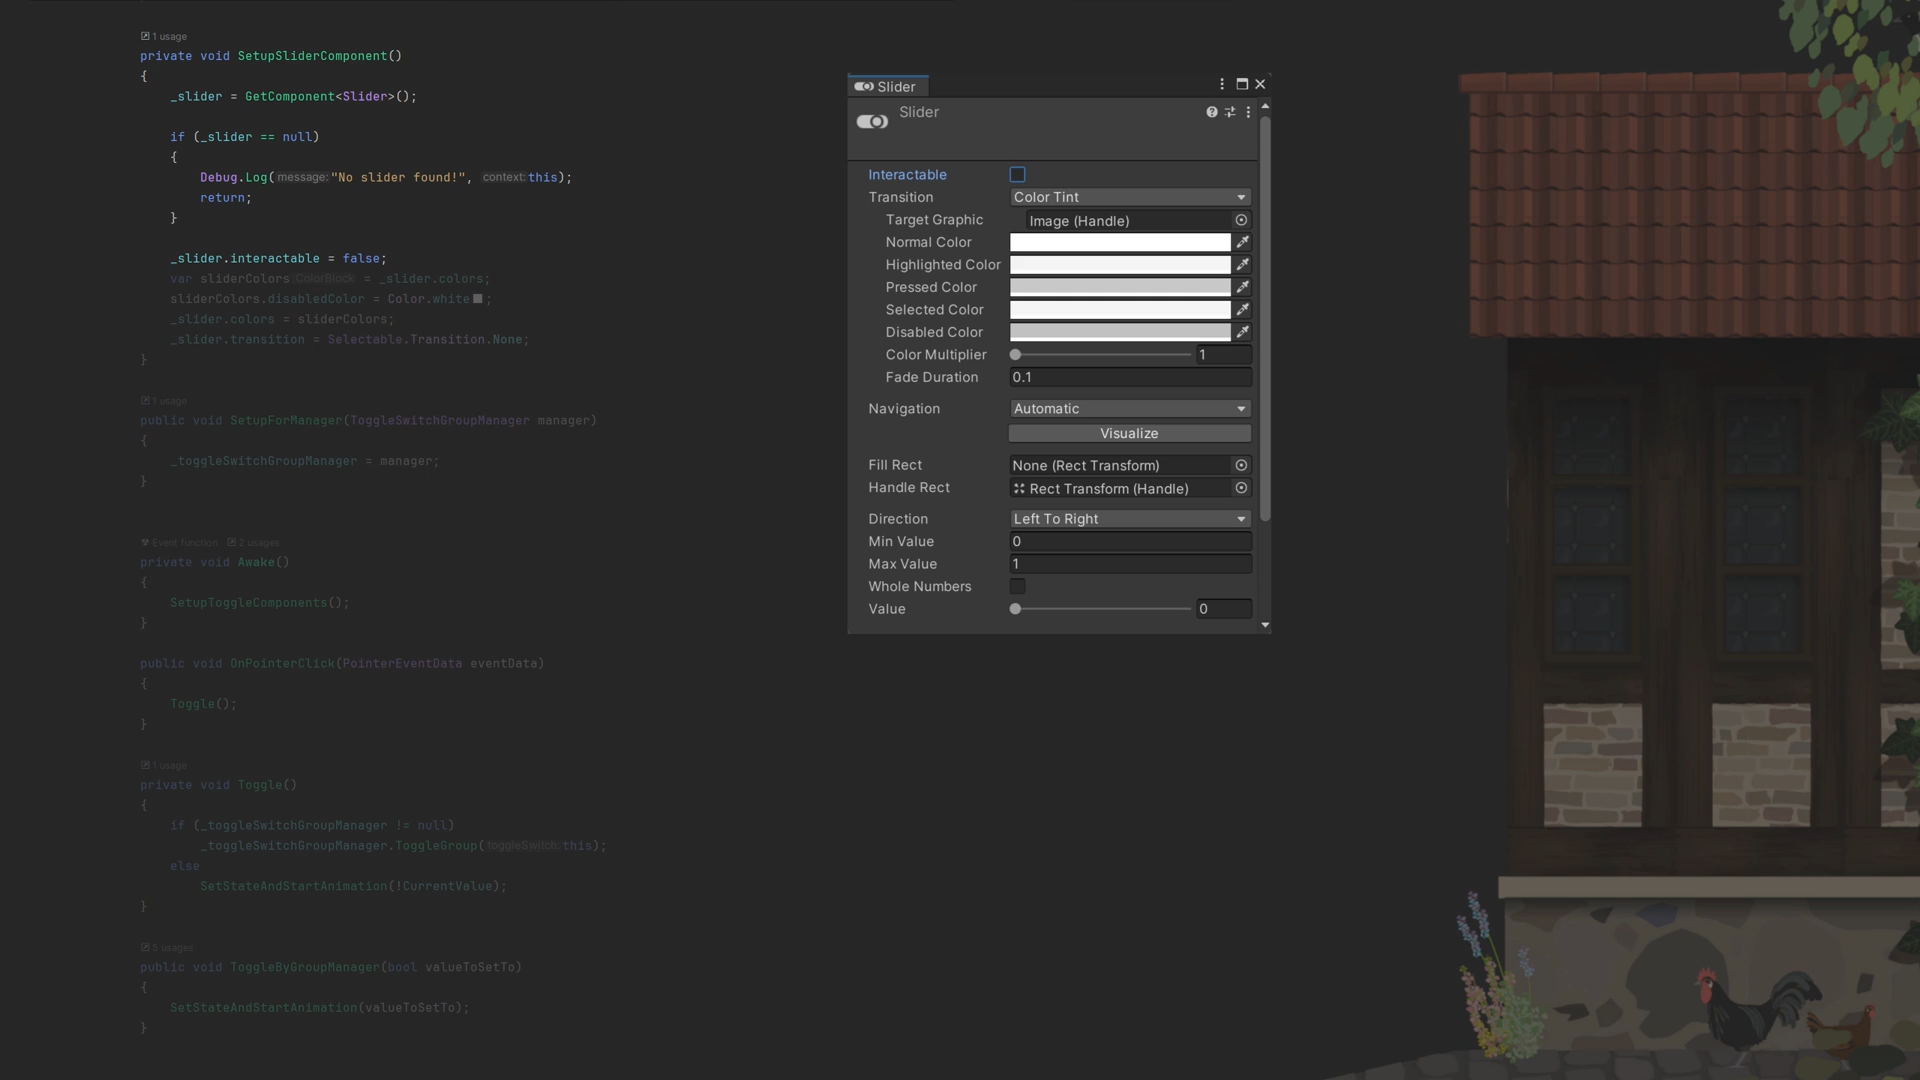 1 usage
private void SetupSliderComponent()
{
_slider = GetComponent<Slider>();
if (_slider == null)
{
Debug.Log( message: "No slider found!", context: this);
return;
}
_slider.interactable = false;
var sliderColors :ColorBlock = _slider.colors;
sliderColors.disabledColor = Color.white ;
_slider.colors = sliderColors;
_slider.transition = Selectable.Transition.None;
}
1 usage
public void SetupForManager(ToggleSwitchGroupManager manager)
{
_toggleSwitchGroupManager = manager;
}
Event function 2 usages
private void Awake()
{
SetupToggleComponents();
}
public void OnPointerClick(PointerEventData eventData)
{
Toggle();
}
1 usage
private void Toggle()
{
if (_toggleSwitchGroupManager != null)
_toggleSwitchGroupManager.ToggleGroup( toggleSwitch: this);
else
SetStateAndStartAnimation(!CurrentValue);
}
5 usages
public void ToggleByGroupManager(bool valueToSetTo)
{
SetStateAndStartAnimation(valueToSetTo);
}
Slider
Slider
Interactable
Transition Color Tint
Target Graphic Image (Handle)
Normal Color
Highlighted Color
Pressed Color
Selected Color
Disabled Color
Color Multiplier 1
Fade Duration 0.1
Navigation Automatic
Visualize
Fill Rect None (Rect Transform)
Handle Rect Rect Transform (Handle)
Direction Left To Right
Min Value 0
Max Value 1
Whole Numbers
Value 0